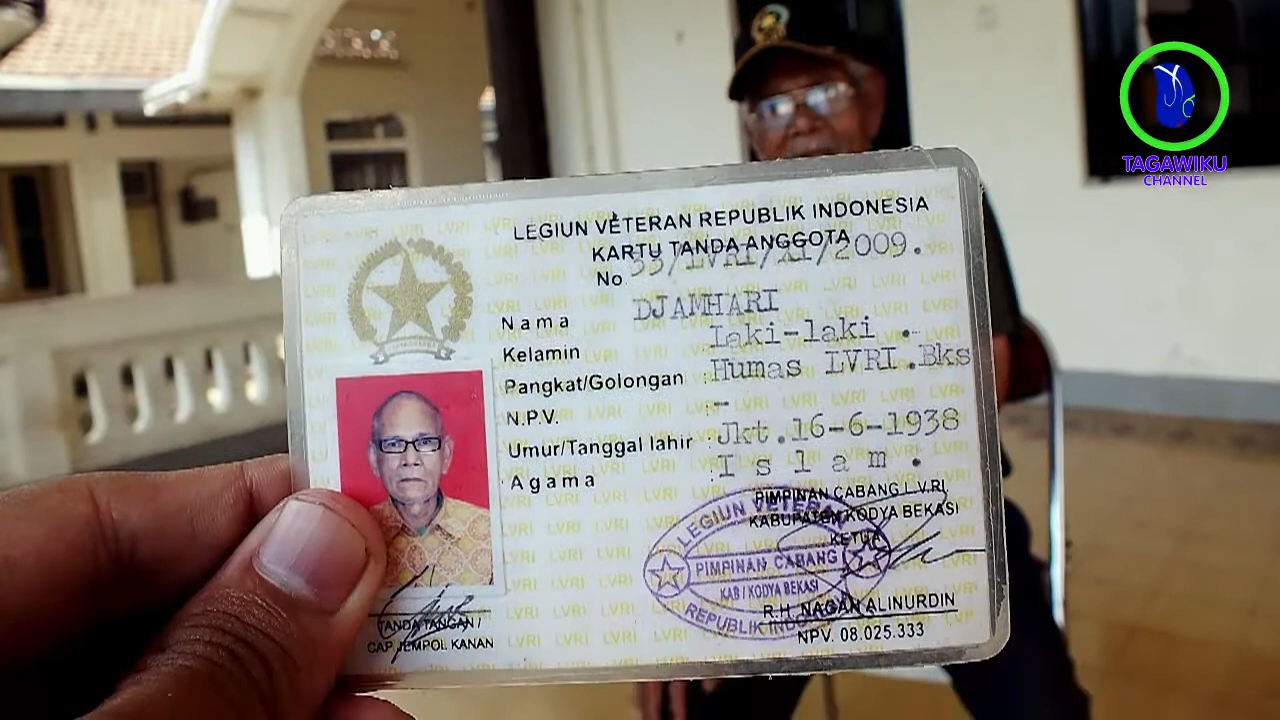 TAGAWIKU
CHANNEL
LEGIUN VETERAN REPUBLIK INDONESIA
KARTU TANDA ANGGOTA
No 33/LVRI/XI/2009.
Nama DJAMHARI
Kelamin Laki-laki .
Pangkat/Golongan Humas LVRI.Bks
N.P.V. -
Umur/Tanggal lahir Jkt.16-6-1938
Agama Islam.
PIMPINAN CABANG L.V.RI
KABUPATEN KODYA BEKASI
KETUA
LEGIUN VETERAN
PIMPINAN CABANG
KAB / KODYA BEKASI
REPUBLIK INDONESIA
R.H. NAGAN ALINURDIN
NPV. 08.025.333
TANDA TANGAN /
CAP JEMPOL KANAN